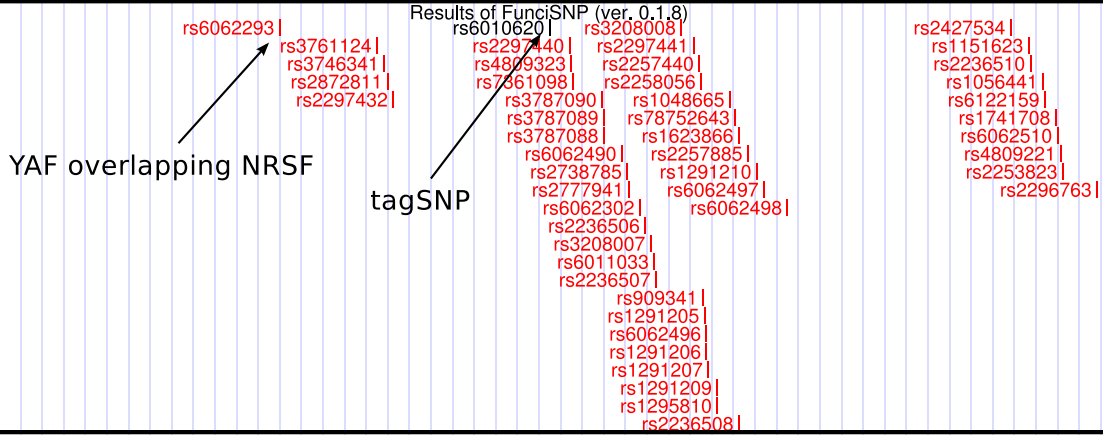 Results of FunciSNP (ver. 0.1.8)
rs6062293 rs6010620 rs3208008 rs2427534
rs3761124 rs2297440 rs2297441 rs1151623
rs3746341 rs4809323 rs2257440 rs2236510
rs2872811 rs7361098 rs2258056 rs1056441
rs2297432 rs3787090 rs1048665 rs6122159
rs3787089 rs78752643 rs1741708
rs3787088 rs1623866 rs6062510
YAF overlapping NRSF
rs6062490 rs2257885 rs4809221
rs2738785 rs1291210 rs2253823
rs2777941 rs6062497 rs2296763
tagSNP
rs6062302 rs6062498
rs2236506
rs3208007
rs6011033
rs2236507
rs909341
rs1291205
rs6062496
rs1291206
rs1291207
rs1291209
rs1295810
rs2236508